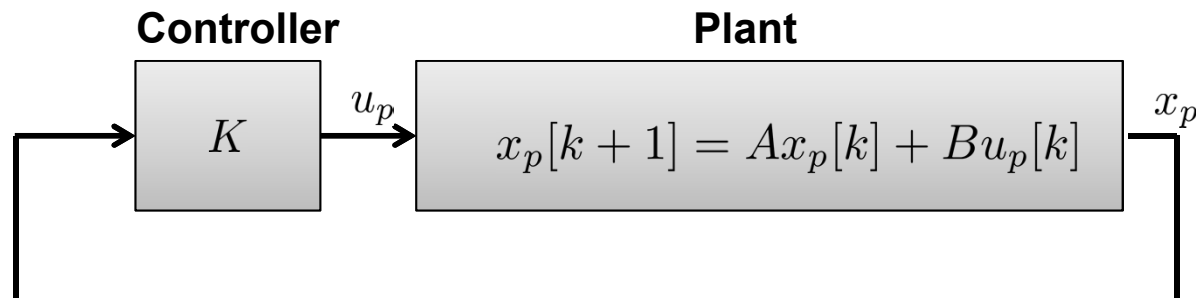 Controller Plant
K u_p x_p[k + 1] = Ax_p[k] + Bu_p[k] x_p